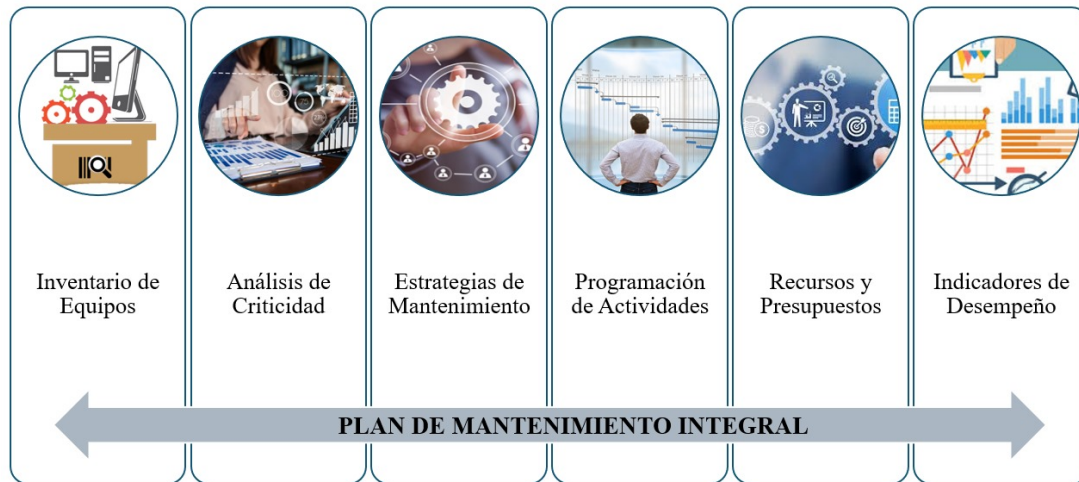 Inventario de
Equipos
Análisis de
Criticidad
Estrategias de
Mantenimiento
Programación
de Actividades
Recursos y
Presupuestos
Indicadores de
Desempeño
PLAN DE MANTENIMIENTO INTEGRAL